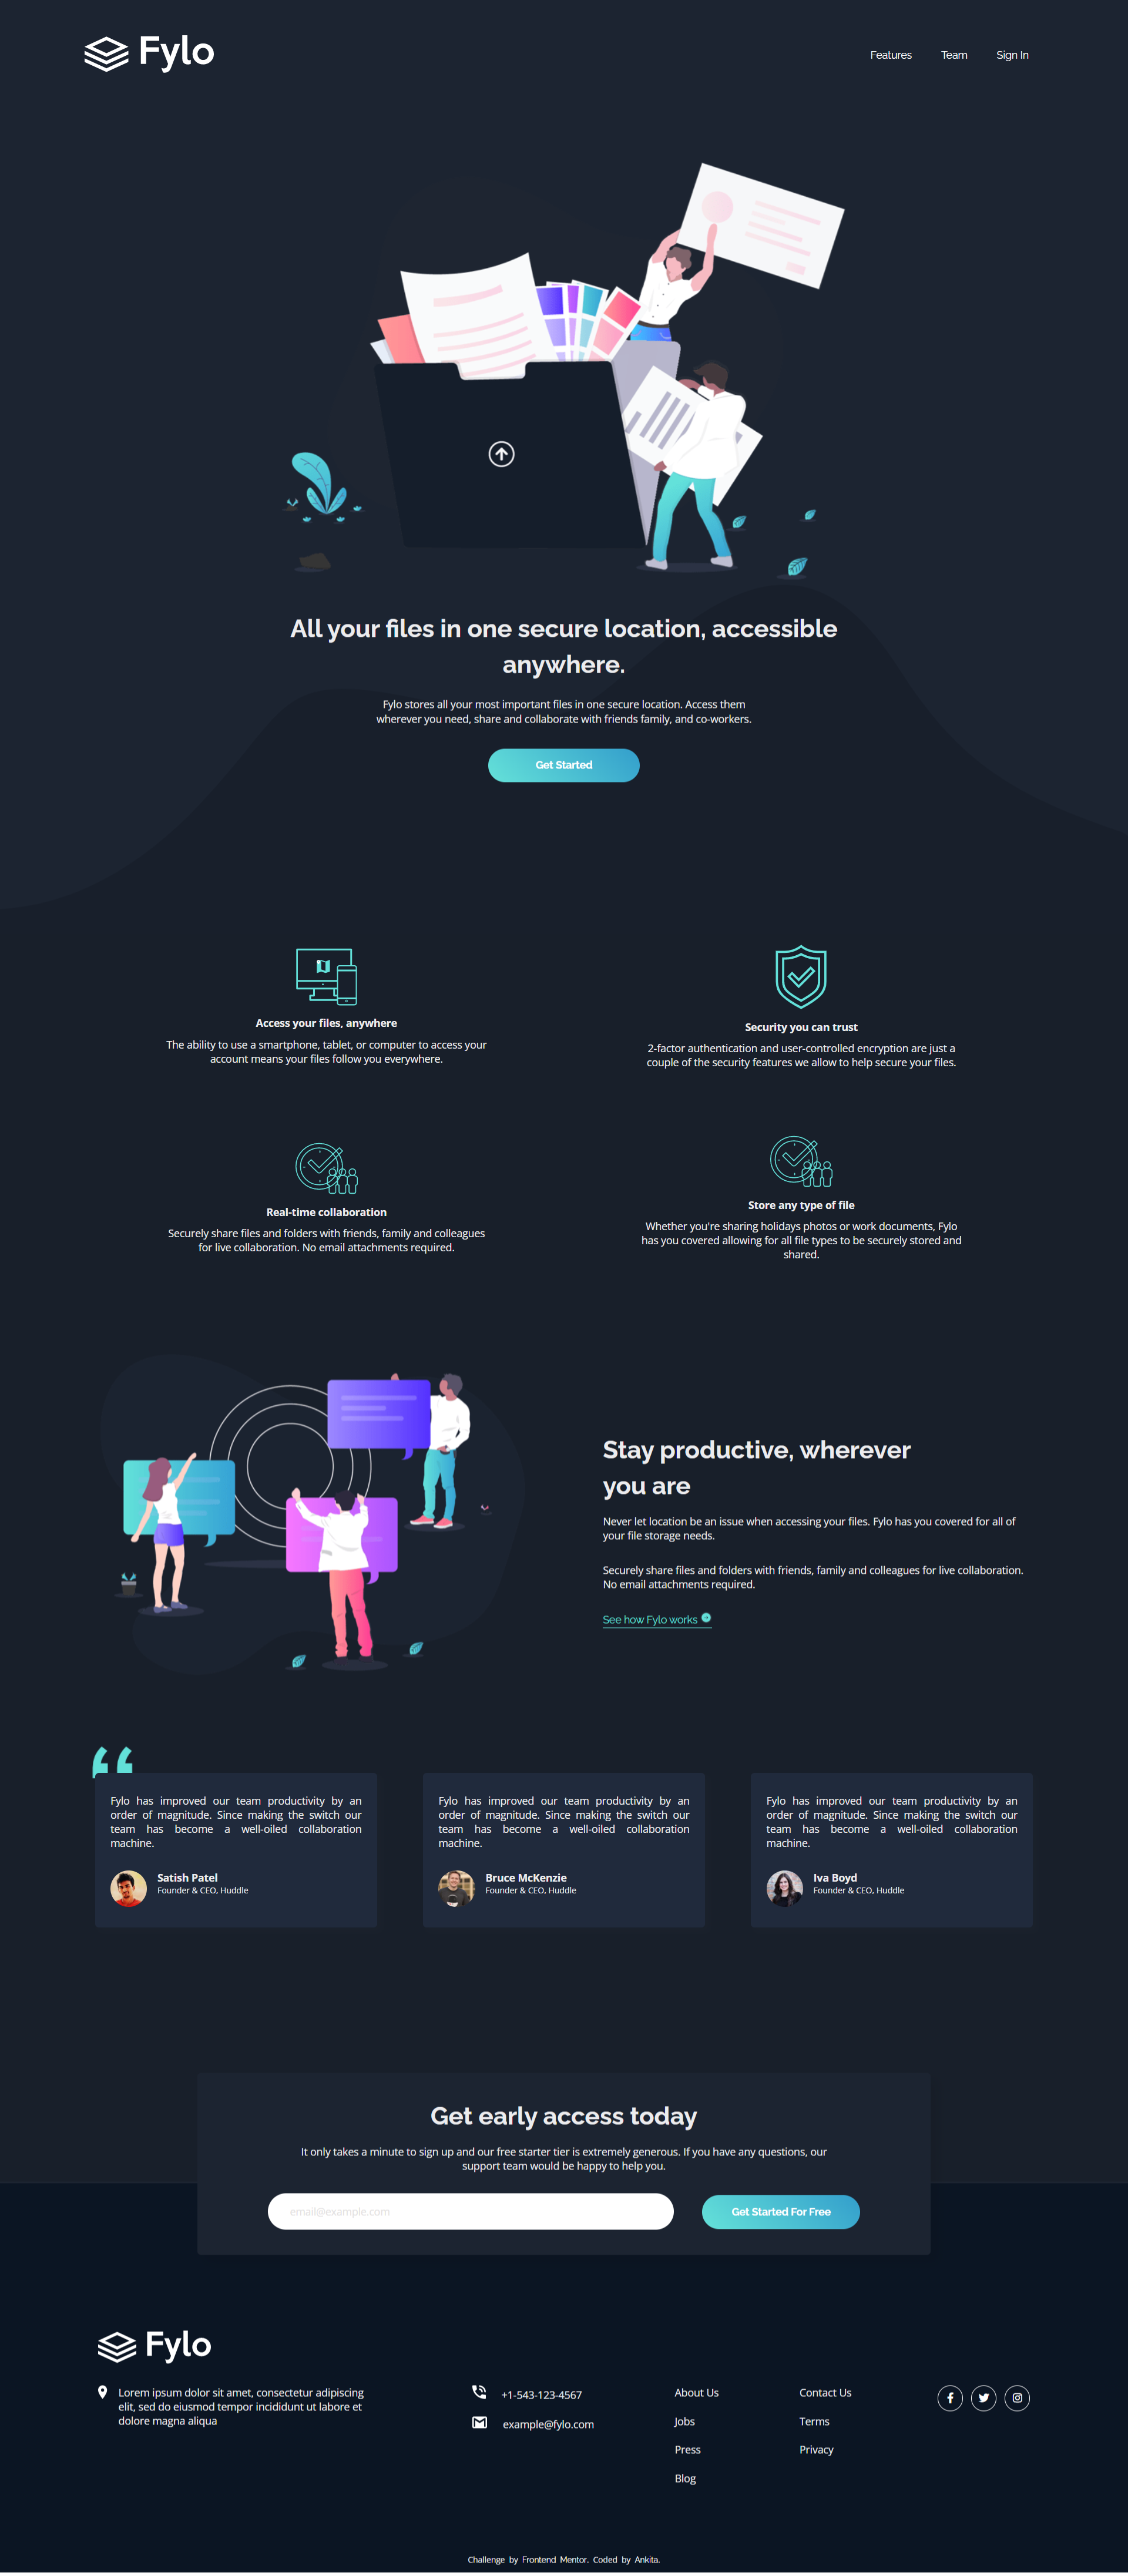 Fylo
Features
Team
Sign In
All your files in one secure location, accessible
anywhere.
Fylo stores all your most important files in one secure location. Access them
wherever you need, share and collaborate with friends family, and co-workers.
Get Started
Access your files, anywhere
The ability to use a smartphone, tablet, or computer to access your
account means your files follow you everywhere.
Security you can trust
2-factor authentication and user-controlled encryption are just a
couple of the security features we allow to help secure your files.
Real-time collaboration
Securely share files and folders with friends, family and colleagues
for live collaboration. No email attachments required.
Store any type of file
Whether you're sharing holidays photos or work documents, Fylo
has you covered allowing for all file types to be securely stored and
shared.
Stay productive, wherever
you are
Never let location be an issue when accessing your files. Fylo has you covered for all of
your file storage needs.
Securely share files and folders with friends, family and colleagues for live collaboration.
No email attachments required.
See how Fylo works
“
Fylo has improved our team productivity by an
order of magnitude. Since making the switch our
team has become a well-oiled collaboration
machine.
Satish Patel
Founder & CEO, Huddle
Fylo has improved our team productivity by an
order of magnitude. Since making the switch our
team has become a well-oiled collaboration
machine.
Bruce McKenzie
Founder & CEO, Huddle
Fylo has improved our team productivity by an
order of magnitude. Since making the switch our
team has become a well-oiled collaboration
machine.
Iva Boyd
Founder & CEO, Huddle
Get early access today
It only takes a minute to sign up and our free starter tier is extremely generous. If you have any questions, our
support team would be happy to help you.
email@example.com
Get Started For Free
Fylo
Lorem ipsum dolor sit amet, consectetur adipiscing
elit, sed do eiusmod tempor incididunt ut labore et
dolore magna aliqua
+1-543-123-4567
example@fylo.com
About Us
Jobs
Press
Blog
Contact Us
Terms
Privacy
Challenge by Frontend Mentor. Coded by Ankita.